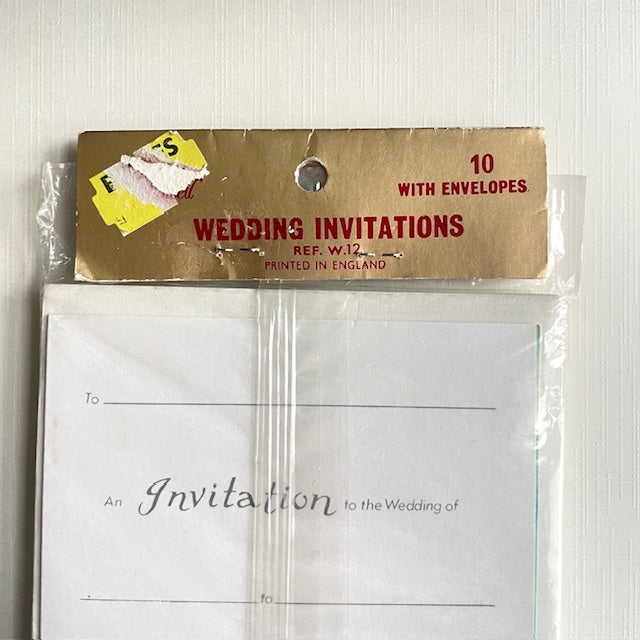 10
WITH ENVELOPES
WEDDING INVITATIONS
REF. W.12
PRINTED IN ENGLAND
To
An Invitation to the Wedding of
to